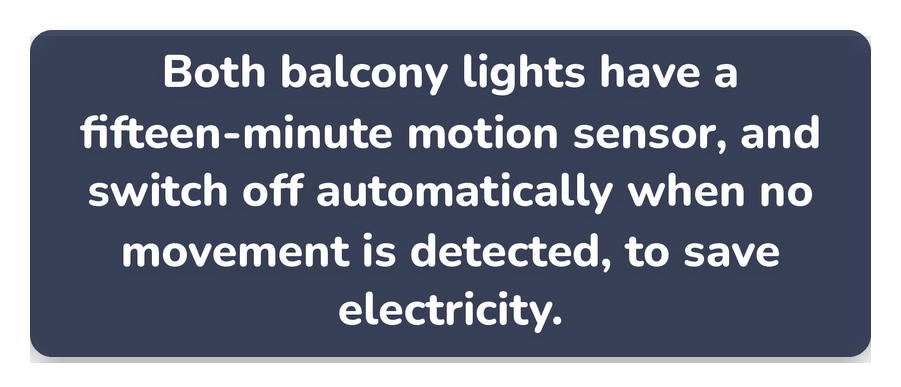 Both balcony lights have a
fifteen-minute motion sensor, and
switch off automatically when no
movement is detected, to save
electricity.